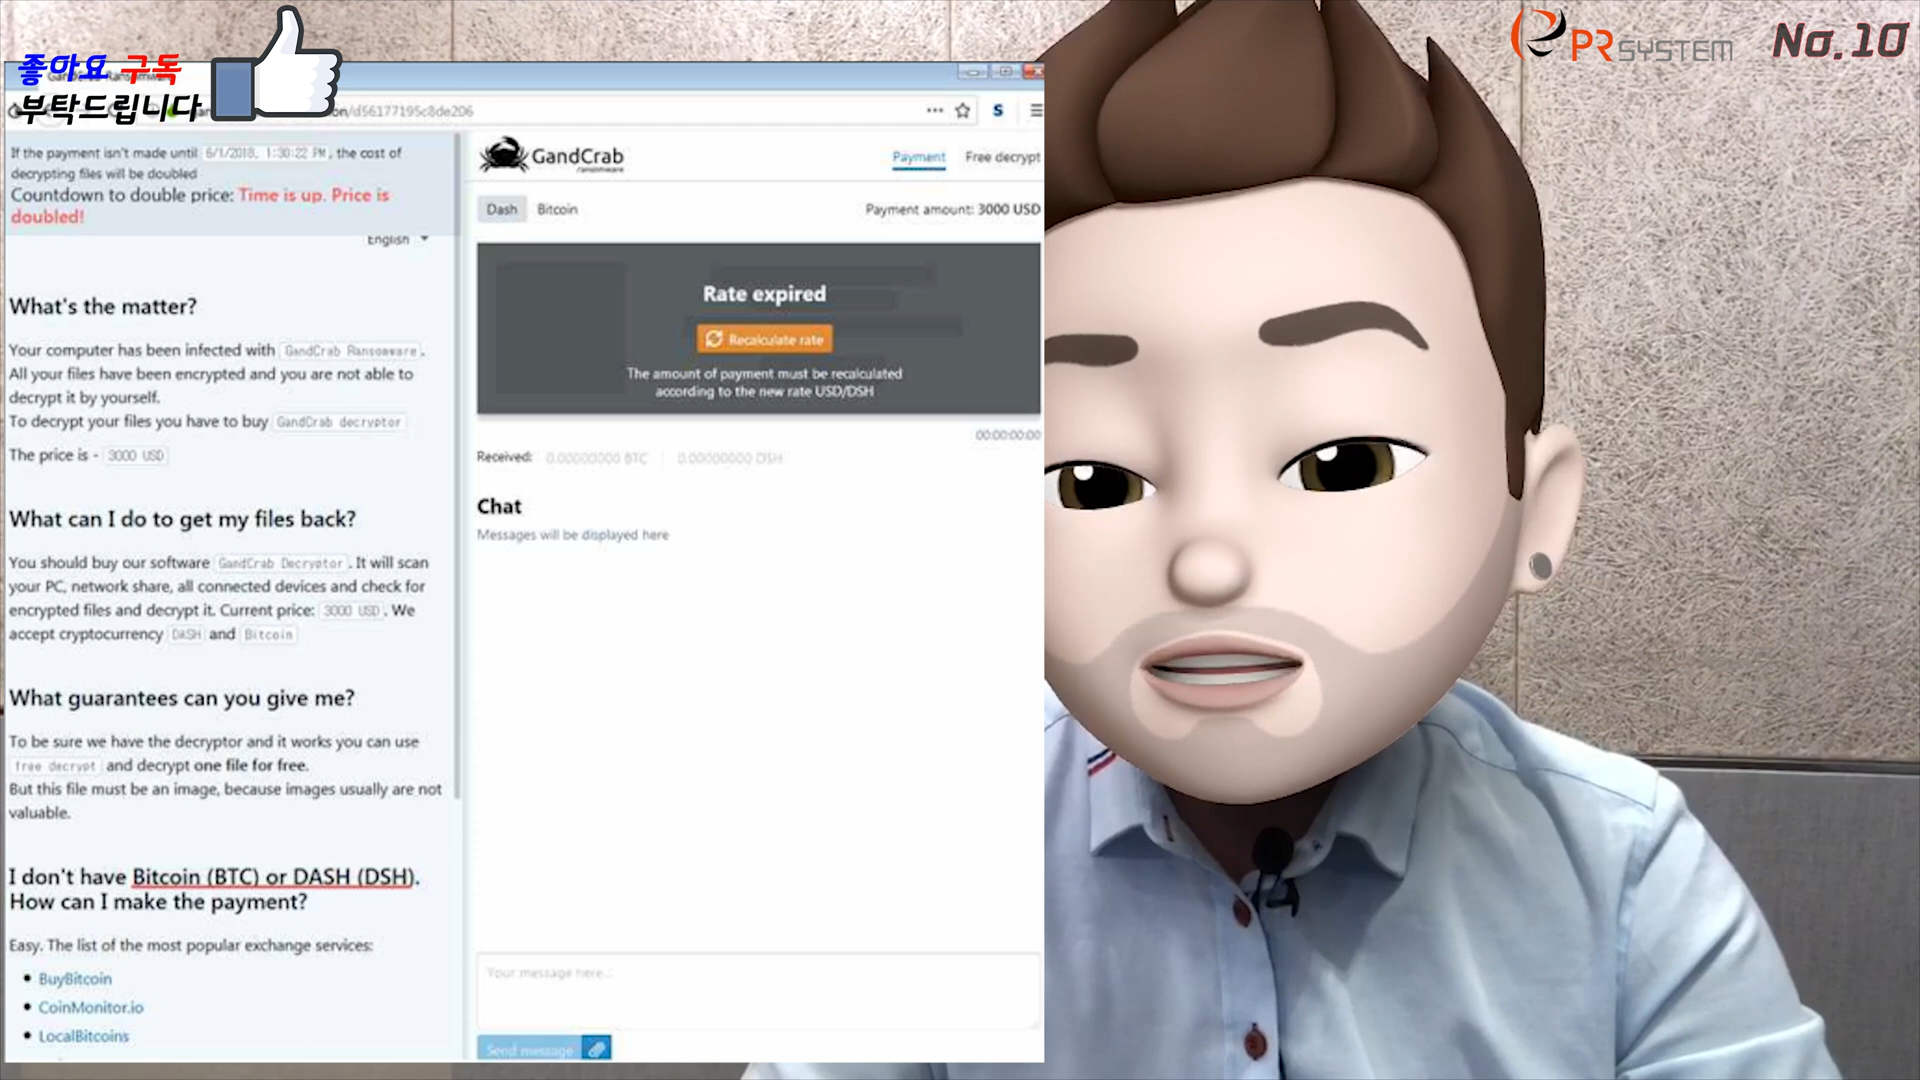 좋아요 구독
부탁드립니다
PR SYSTEM
No.10
on/d56177195c8de206
If the payment isn't made until 6/1/2018, 1:30:22 PM, the cost of
decrypting files will be doubled
Countdown to double price: Time is up. Price is
doubled!
English
What's the matter?
Your computer has been infected with GandCrab Ransomware.
All your files have been encrypted and you are not able to
decrypt it by yourself.
To decrypt your files you have to buy GandCrab decryptor
The price is - 3000 USD
What can I do to get my files back?
You should buy our software GandCrab Decryptor. It will scan
your PC, network share, all connected devices and check for
encrypted files and decrypt it. Current price: 3000 USD. We
accept cryptocurrency DASH and Bitcoin
What guarantees can you give me?
To be sure we have the decryptor and it works you can use
free decrypt and decrypt one file for free.
But this file must be an image, because images usually are not
valuable.
I don't have Bitcoin (BTC) or DASH (DSH).
How can I make the payment?
Easy. The list of the most popular exchange services:
• BuyBitcoin
• CoinMonitor.io
• LocalBitcoins
GandCrab
ransomware
Payment Free decrypt
Dash Bitcoin Payment amount: 3000 USD
Rate expired
Recalculate rate
The amount of payment must be recalculated
according to the new rate USD/DSH
00:00:00:00
Received: 0.00000000 BTC 0.00000000 DSH
Chat
Messages will be displayed here
Your message here...
Send message